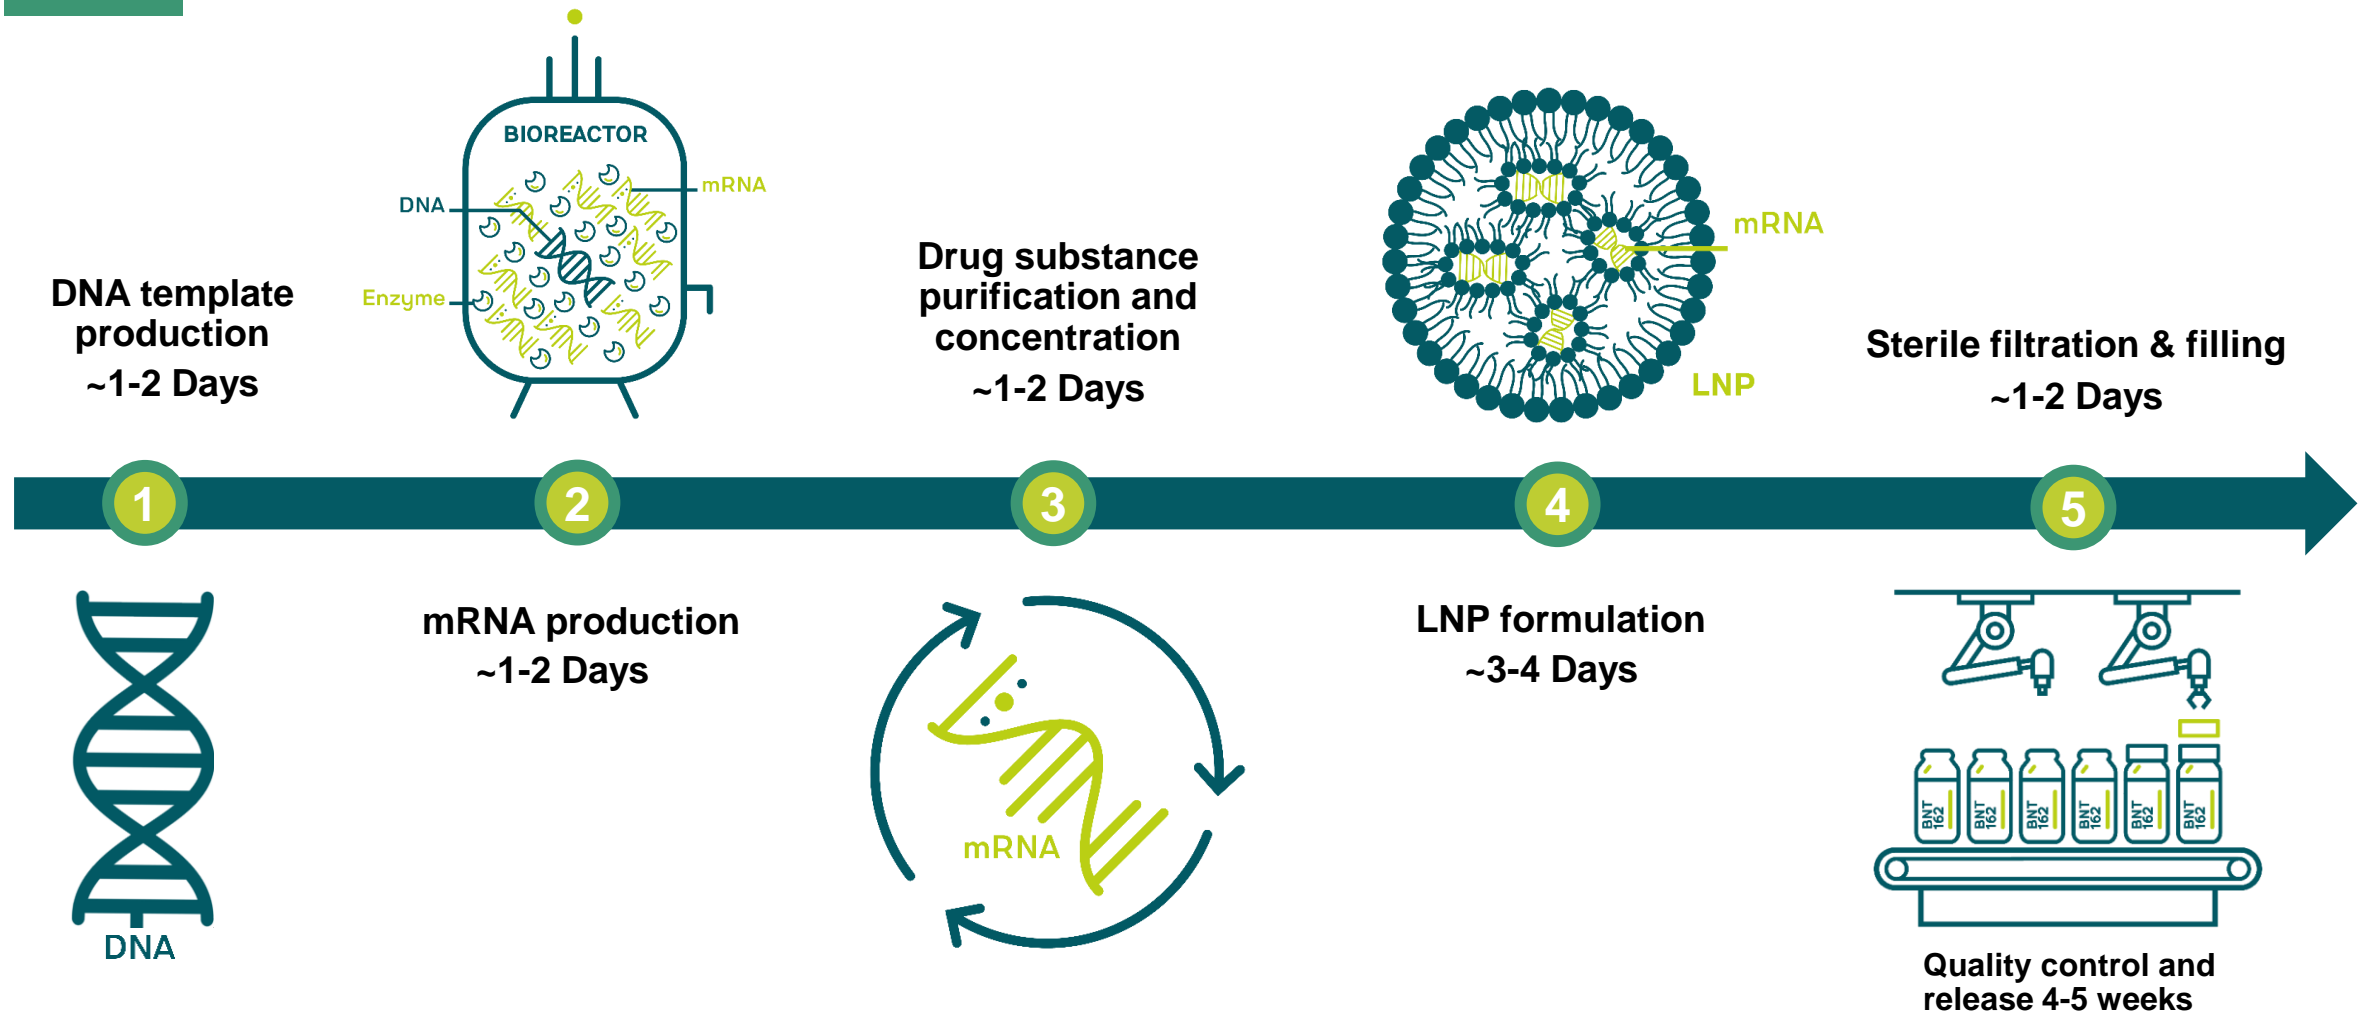 DNA template
production
~1-2 Days
1
DNA
BIOREACTOR
DNA
mRNA
Enzyme
2
mRNA production
~1-2 Days
Drug substance
purification and
concentration
~1-2 Days
3
mRNA
mRNA
LNP
4
LNP formulation
~3-4 Days
Sterile filtration & filling
~1-2 Days
5
BNT
162
BNT
162
BNT
162
BNT
162
BNT
162
BNT
162
Quality control and
release 4-5 weeks